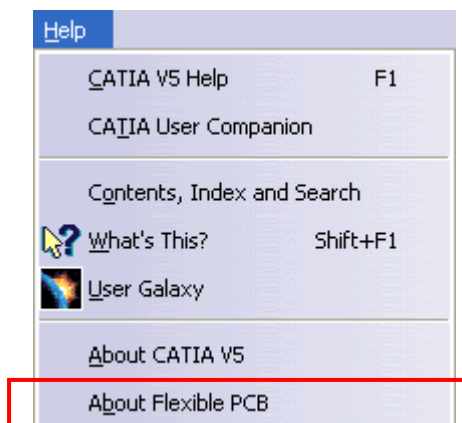 Help
CATIA V5 Help F1
CATIA User Companion
Contents, Index and Search
What's This? Shift+F1
User Galaxy
About CATIA V5
About Flexible PCB